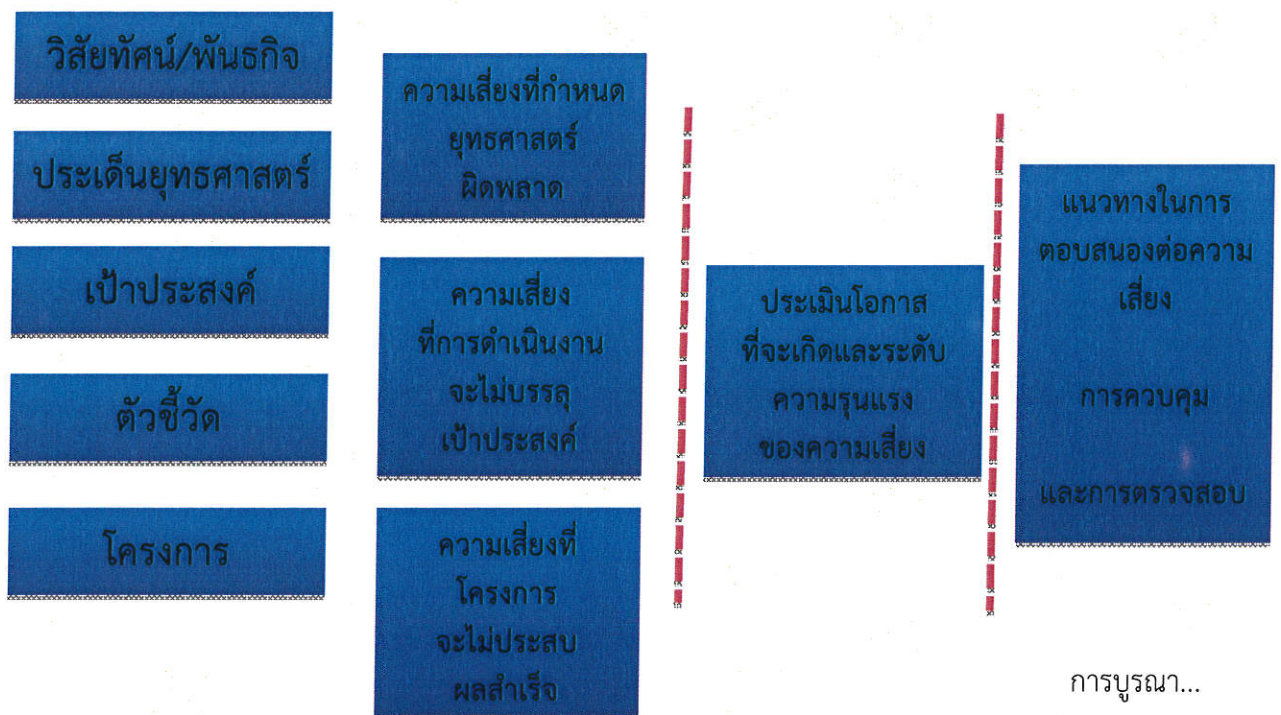 วิสัยทัศน์/พันธกิจ
ประเด็นยุทธศาสตร์
เป้าประสงค์
ตัวชี้วัด
โครงการ
ความเสี่ยงที่กำหนด
ยุทธศาสตร์
ผิดพลาด
ความเสี่ยง
ที่การดำเนินงาน
จะไม่บรรลุ
เป้าประสงค์
ความเสี่ยงที่
โครงการ
จะไม่ประสบ
ผลสำเร็จ
ประเมินโอกาส
ที่จะเกิดและระดับ
ความรุนแรง
ของความเสี่ยง
แนวทางในการ
ตอบสนองต่อความ
เสี่ยง
การควบคุม
และการตรวจสอบ
การบูรณา...